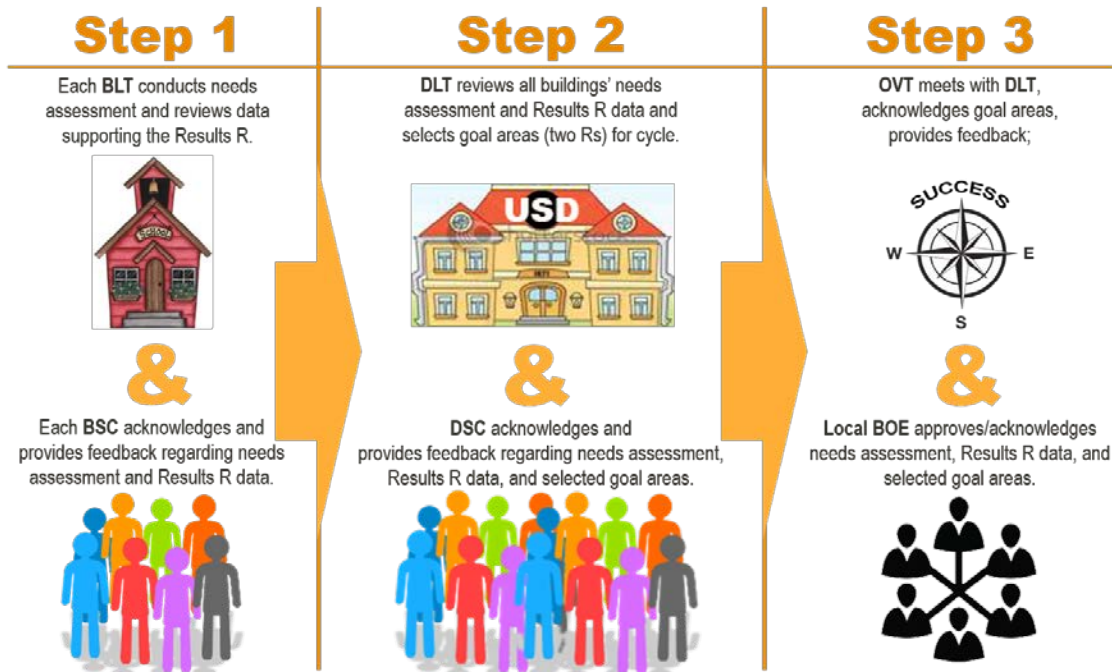 Step 1
Each BLT conducts needs
assessment and reviews data
supporting the Results R.
School
&
Each BSC acknowledges and
provides feedback regarding needs
assessment and Results R data.
Step 2
DLT reviews all buildings' needs
assessment and Results R data and
selects goal areas (two Rs) for cycle.
USD
&
DSC acknowledges and
provides feedback regarding needs assessment,
Results R data, and selected goal areas.
Step 3
OVT meets with DLT,
acknowledges goal areas,
provides feedback;
SUCCESS
W E
S
&
Local BOE approves/acknowledges
needs assessment, Results R data, and
selected goal areas.